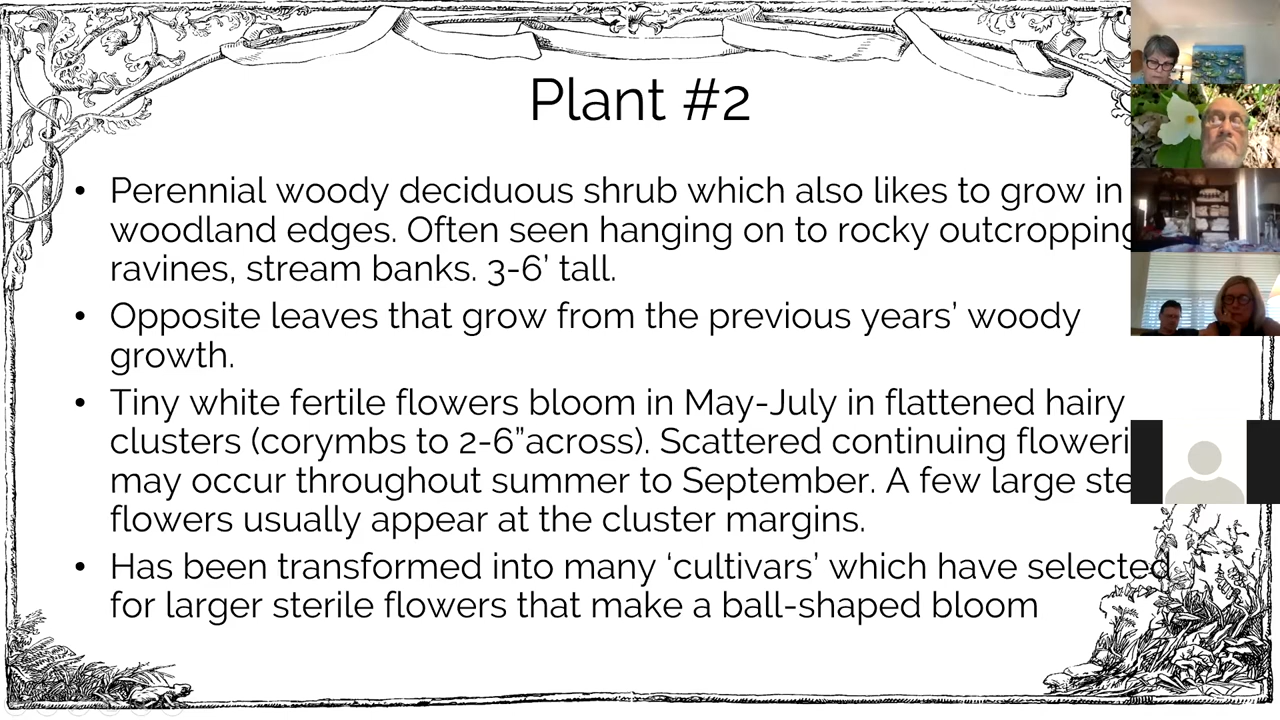 Plant #2
• Perennial woody deciduous shrub which also likes to grow in
woodland edges. Often seen hanging on to rocky outcropping
ravines, stream banks. 3-6’ tall.
• Opposite leaves that grow from the previous years’ woody
growth.
• Tiny white fertile flowers bloom in May-July in flattened hairy
clusters (corymbs to 2-6”across). Scattered continuing
may occur throughout summer to September. A few large
flowers usually appear at the cluster margins.
• Has been transformed into many ‘cultivars’ which have selected
for larger sterile flowers that make a ball-shaped bloom